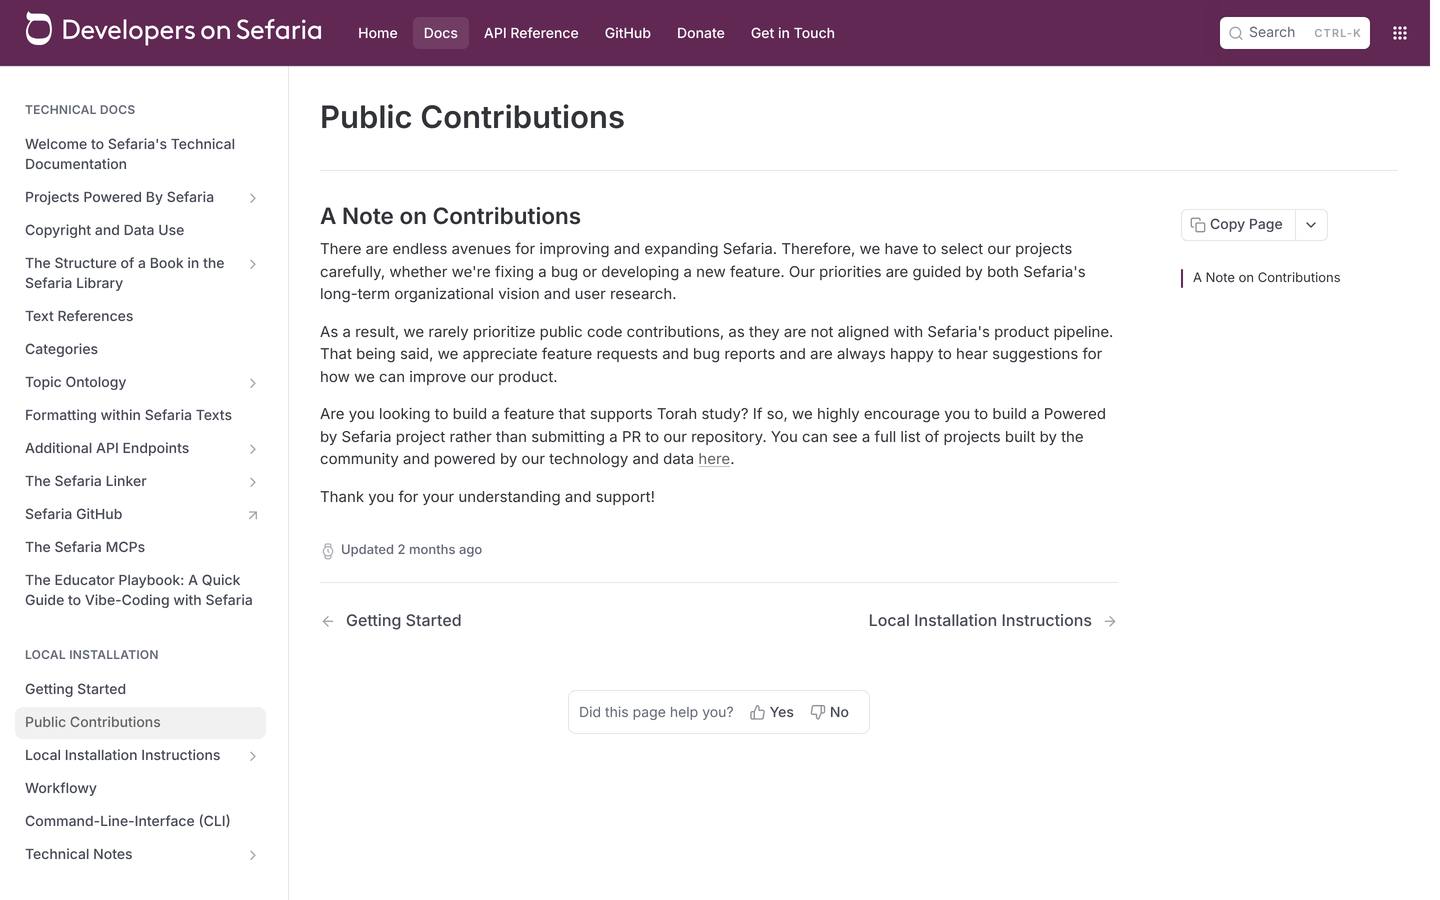 Developers on Sefaria
Home
Docs
API Reference
GitHub
Donate
Get in Touch
Search
CTRL-K
TECHNICAL DOCS
Welcome to Sefaria's Technical
Documentation
Projects Powered By Sefaria
Copyright and Data Use
The Structure of a Book in the
Sefaria Library
Text References
Categories
Topic Ontology
Formatting within Sefaria Texts
Additional API Endpoints
The Sefaria Linker
Sefaria GitHub
The Sefaria MCPs
The Educator Playbook: A Quick
Guide to Vibe-Coding with Sefaria
LOCAL INSTALLATION
Getting Started
Public Contributions
Local Installation Instructions
Workflowy
Command-Line-Interface (CLI)
Technical Notes
Public Contributions
A Note on Contributions
There are endless avenues for improving and expanding Sefaria. Therefore, we have to select our projects
carefully, whether we're fixing a bug or developing a new feature. Our priorities are guided by both Sefaria's
long-term organizational vision and user research.
As a result, we rarely prioritize public code contributions, as they are not aligned with Sefaria's product pipeline.
That being said, we appreciate feature requests and bug reports and are always happy to hear suggestions for
how we can improve our product.
Are you looking to build a feature that supports Torah study? If so, we highly encourage you to build a Powered
by Sefaria project rather than submitting a PR to our repository. You can see a full list of projects built by the
community and powered by our technology and data here.
Thank you for your understanding and support!
Updated 2 months ago
Getting Started
Local Installation Instructions
Did this page help you?
Yes
No
Copy Page
A Note on Contributions